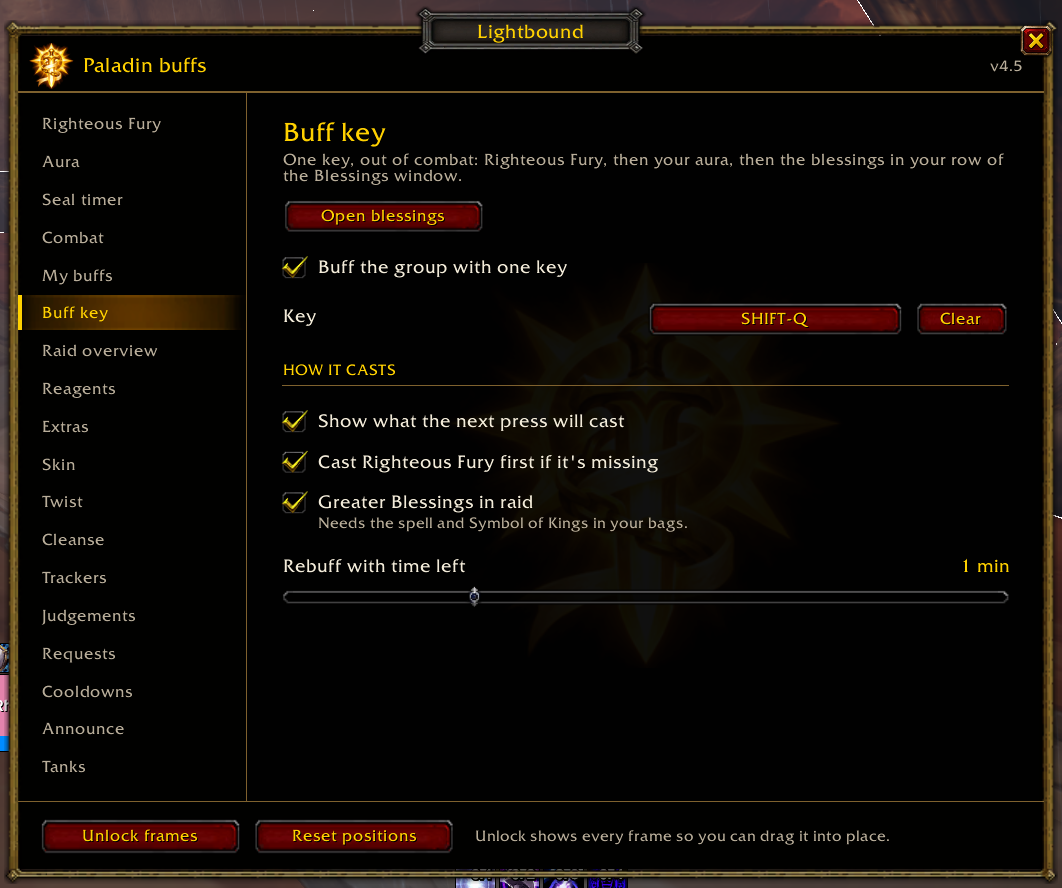 Lightbound
Paladin buffs
v4.5
Righteous Fury
Aura
Seal timer
Combat
My buffs
Buff key
Raid overview
Reagents
Extras
Skin
Twist
Cleanse
Trackers
Judgements
Requests
Cooldowns
Announce
Tanks
Buff key
One key, out of combat: Righteous Fury, then your aura, then the blessings in your row of
the Blessings window.
Open blessings
Buff the group with one key
Key
SHIFT-Q
Clear
HOW IT CASTS
Show what the next press will cast
Cast Righteous Fury first if it's missing
Greater Blessings in raid
Needs the spell and Symbol of Kings in your bags.
Rebuff with time left
1 min
Unlock frames
Reset positions
Unlock shows every frame so you can drag it into place.